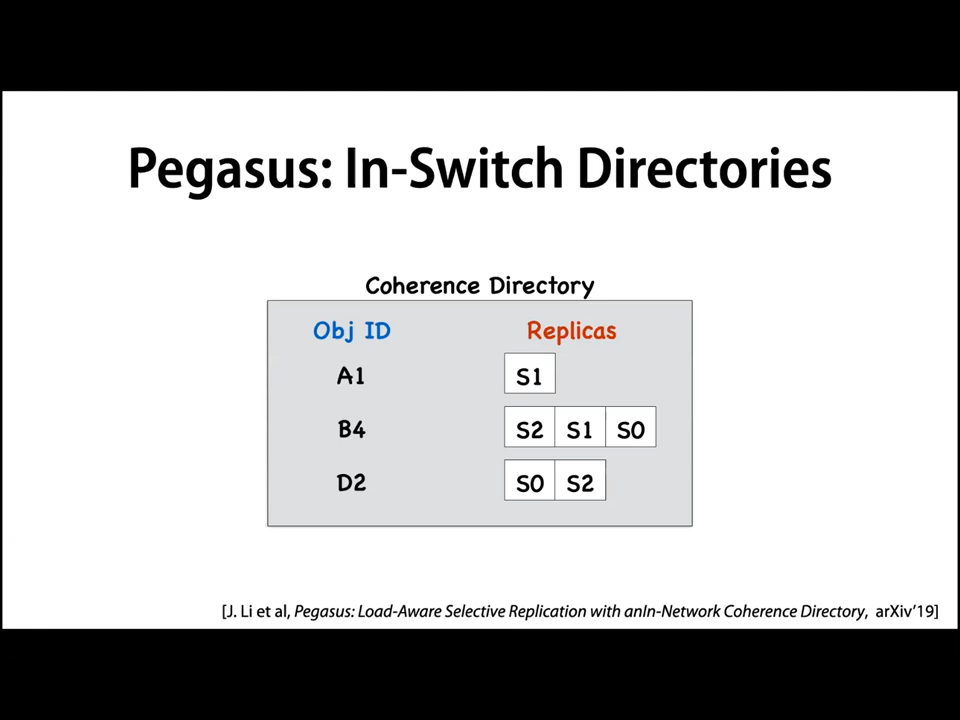 Pegasus: In-Switch Directories
Coherence Directory
Obj ID Replicas
A1 S1
B4 S2 S1 S0
D2 S0 S2
[J. Li et al, Pegasus: Load-Aware Selective Replication with anIn-Network Coherence Directory, arXiv'19]